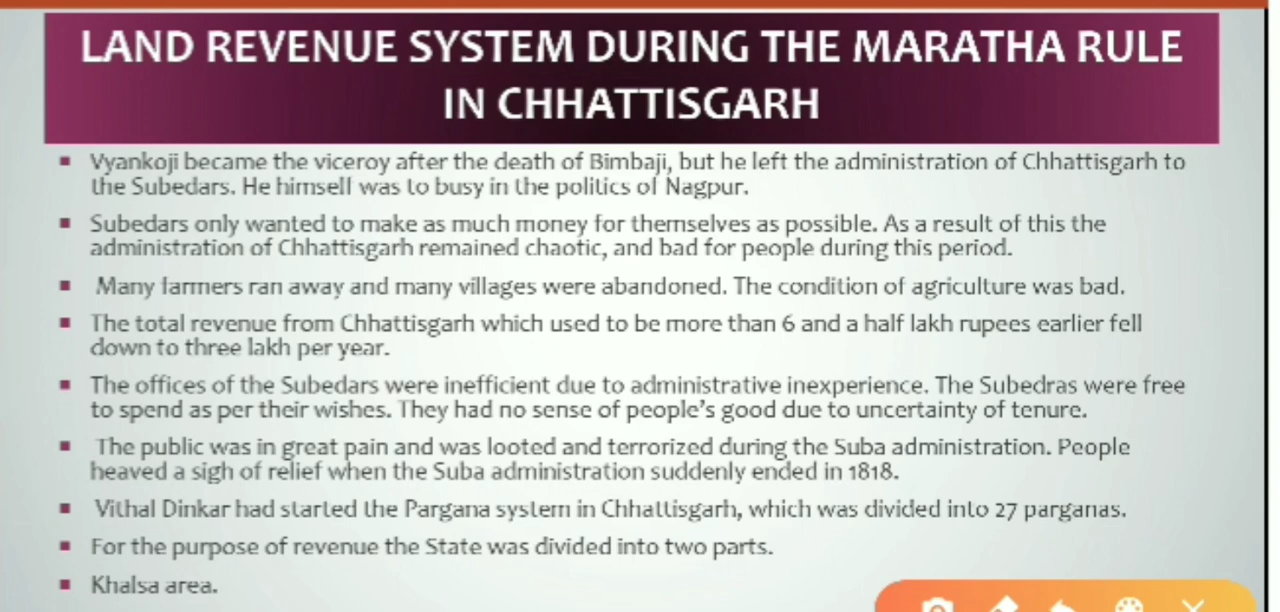 LAND REVENUE SYSTEM DURING THE MARATHA RULE
IN CHHATTISGARH
▪ Vyankoji became the viceroy after the death of Bimbaji, but he left the administration of Chhattisgarh to
the Subedars. He himself was to busy in the politics of Nagpur.
▪ Subedars only wanted to make as much money for themselves as possible. As a result of this the
administration of Chhattisgarh remained chaotic, and bad for people during this period.
▪ Many farmers ran away and many villages were abandoned. The condition of agriculture was bad.
▪ The total revenue from Chhattisgarh which used to be more than 6 and a half lakh rupees earlier fell
down to three lakh per year.
▪ The offices of the Subedars were inefficient due to administrative inexperience. The Subedras were free
to spend as per their wishes. They had no sense of people's good due to uncertainty of tenure.
▪ The public was in great pain and was looted and terrorized during the Suba administration. People
heaved a sigh of relief when the Suba administration suddenly ended in 1818.
▪ Vithal Dinkar had started the Pargana system in Chhattisgarh, which was divided into 27 parganas.
▪ For the purpose of revenue the State was divided into two parts.
▪ Khalsa area.